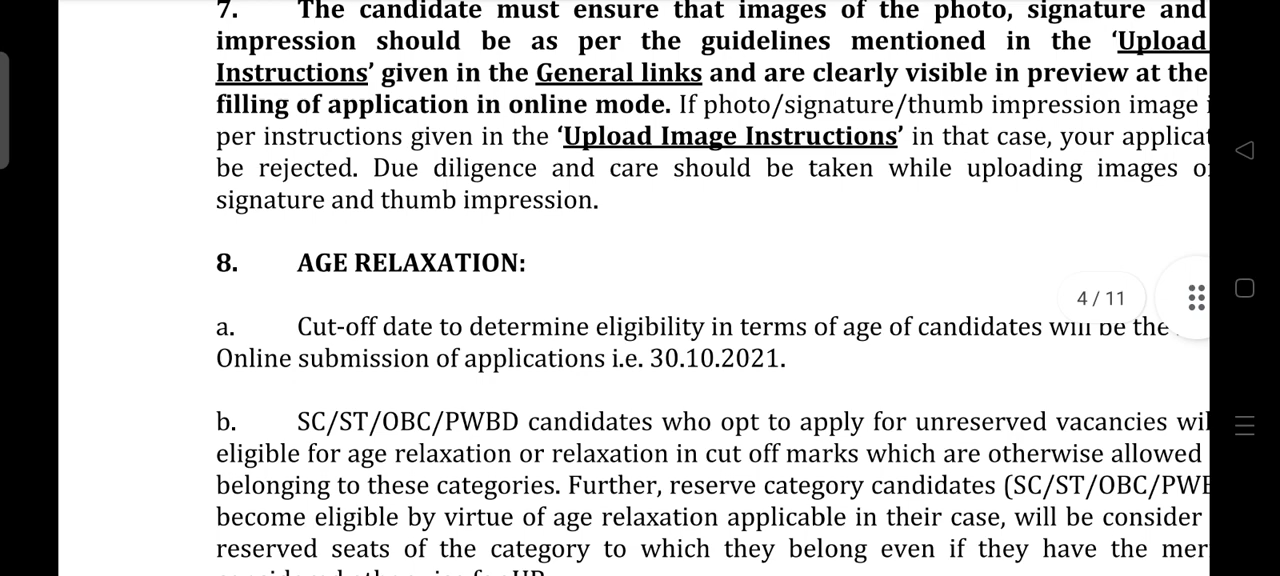 7. The candidate must ensure that images of the photo, signature and
impression should be as per the guidelines mentioned in the ‘Upload
Instructions’ given in the General links and are clearly visible in preview at the
filling of application in online mode. If photo/signature/thumb impression image
per instructions given in the ‘Upload Image Instructions’ in that case, your applicat
be rejected. Due diligence and care should be taken while uploading images o
signature and thumb impression.
8. AGE RELAXATION:
4 / 11
a. Cut-off date to determine eligibility in terms of age of candidates will be the
Online submission of applications i.e. 30.10.2021.
b. SC/ST/OBC/PWBD candidates who opt to apply for unreserved vacancies wil
eligible for age relaxation or relaxation in cut off marks which are otherwise allowed
belonging to these categories. Further, reserve category candidates (SC/ST/OBC/PWB
become eligible by virtue of age relaxation applicable in their case, will be consider
reserved seats of the category to which they belong even if they have the mer